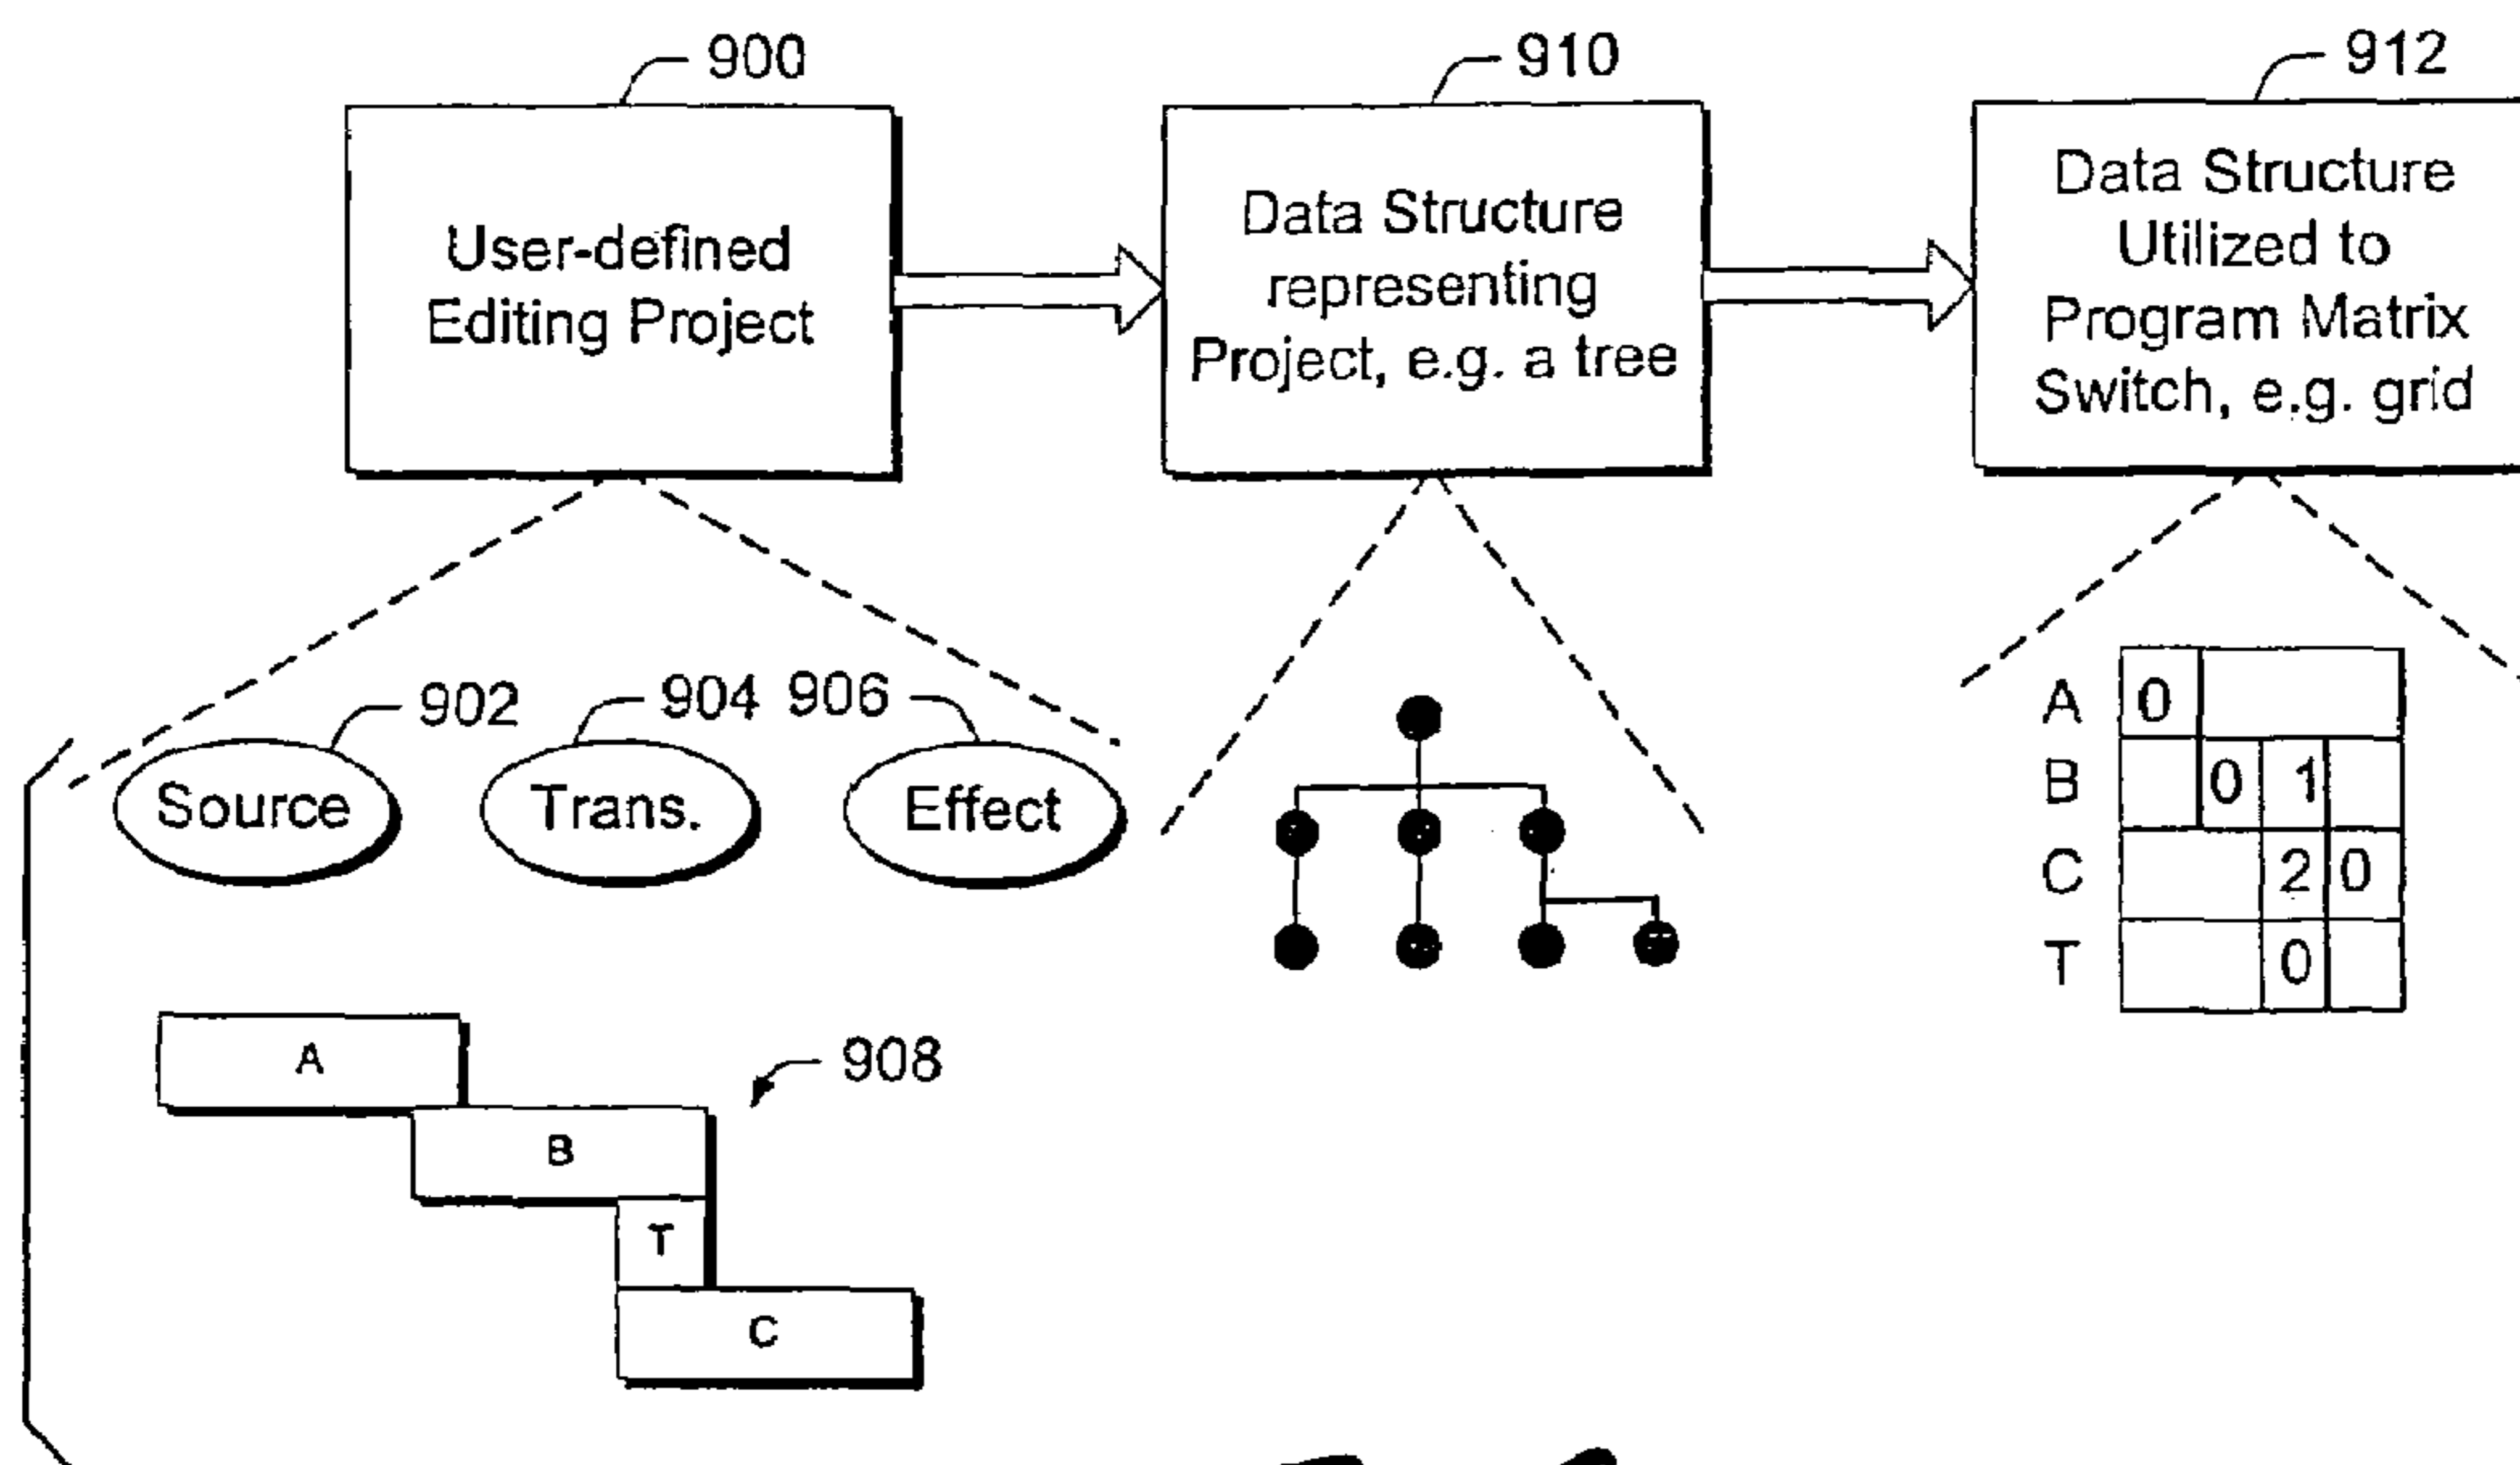 900
910
912
User-defined
Editing Project
Data Structure
representing
Project, e.g. a tree
Data Structure
Utilized to
Program Matrix
Switch, e.g. grid
902
904
906
Source
Trans.
Effect
A 0
B 0 1
C 2 0
T 0
908
A
B
T
C